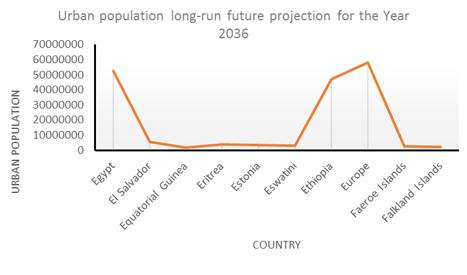 Urban population long-run future projection for the Year
2036
70000000
60000000
50000000
40000000
30000000
20000000
10000000
0
URBAN POPULATION
Egypt
El Salvador
Equatorial Guinea
Eritrea
Estonia
Eswatini
Ethiopia
Europe
Faeroe Islands
Falkland Islands
COUNTRY